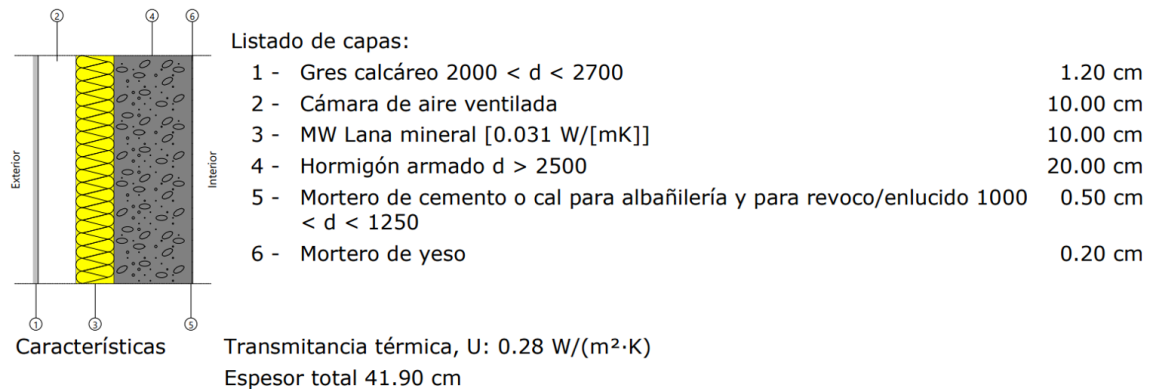 2
4
6
Listado de capas:
1 - Gres calcáreo 2000 < d < 2700 1.20 cm
2 - Cámara de aire ventilada 10.00 cm
3 - MW Lana mineral [0.031 W/[mK]] 10.00 cm
4 - Hormigón armado d > 2500 20.00 cm
5 - Mortero de cemento o cal para albañilería y para revoco/enlucido 1000 0.50 cm
< d < 1250
6 - Mortero de yeso 0.20 cm
Exterior
Interior
1
3
5
Características Transmitancia térmica, U: 0.28 W/(m²·K)
Espesor total 41.90 cm